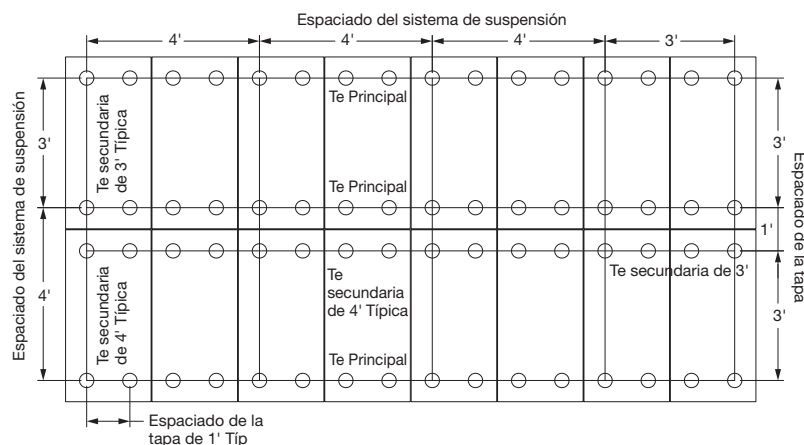 Espaciado del sistema de suspensión
4'
4'
4'
3'
Espaciado del sistema de suspensión
3'
4'
Te secundaria
de 3' Típica
Te Principal
Te Principal
3'
1'
3'
Espaciado de la tapa
Te secundaria
de 4' Típica
Te
secundaria
de 4' Típica
Te secundaria de 3'
Te Principal
Espaciado de la
tapa de 1' Típ